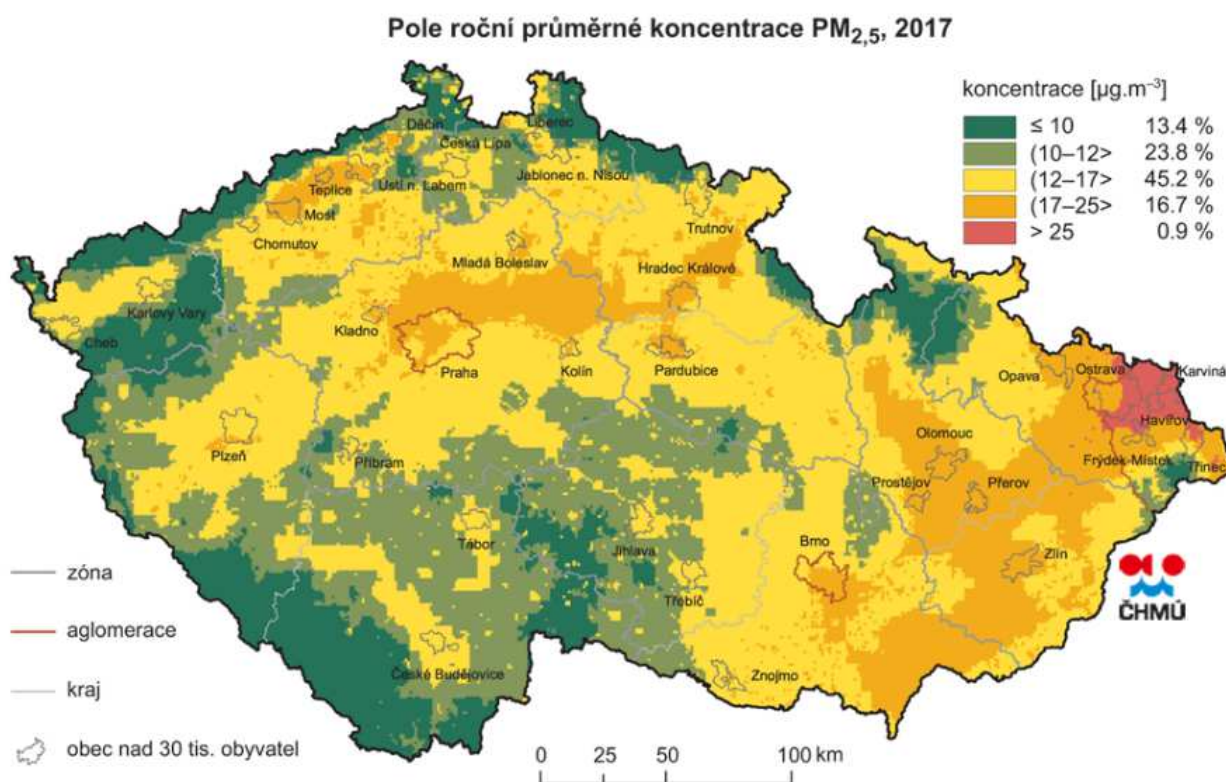 Pole roční průměrné koncentrace PM2,5, 2017
koncentrace [µg.m–3]
≤ 10 13.4 %
(10–12> 23.8 %
(12–17> 45.2 %
(17–25> 16.7 %
> 25 0.9 %
Děčín
Liberec
Česká Lípa
Teplice
Ústí n. Labem
Jablonec n. Nisou
Most
Trutnov
Chomutov
Mladá Boleslav
Hradec Králové
Karlovy Vary
Kladno
Cheb
Praha
Kolín
Pardubice
Opava
Ostrava
Karviná
Havířov
Olomouc
Plzeň
Příbram
Frýdek-Místek
Třinec
Prostějov
Přerov
Tábor
Jihlava
Brno
Zlín
Třebíč
České Budějovice
Znojmo
ČHMÚ
zóna
aglomerace
kraj
obec nad 30 tis. obyvatel
0 25 50 100 km